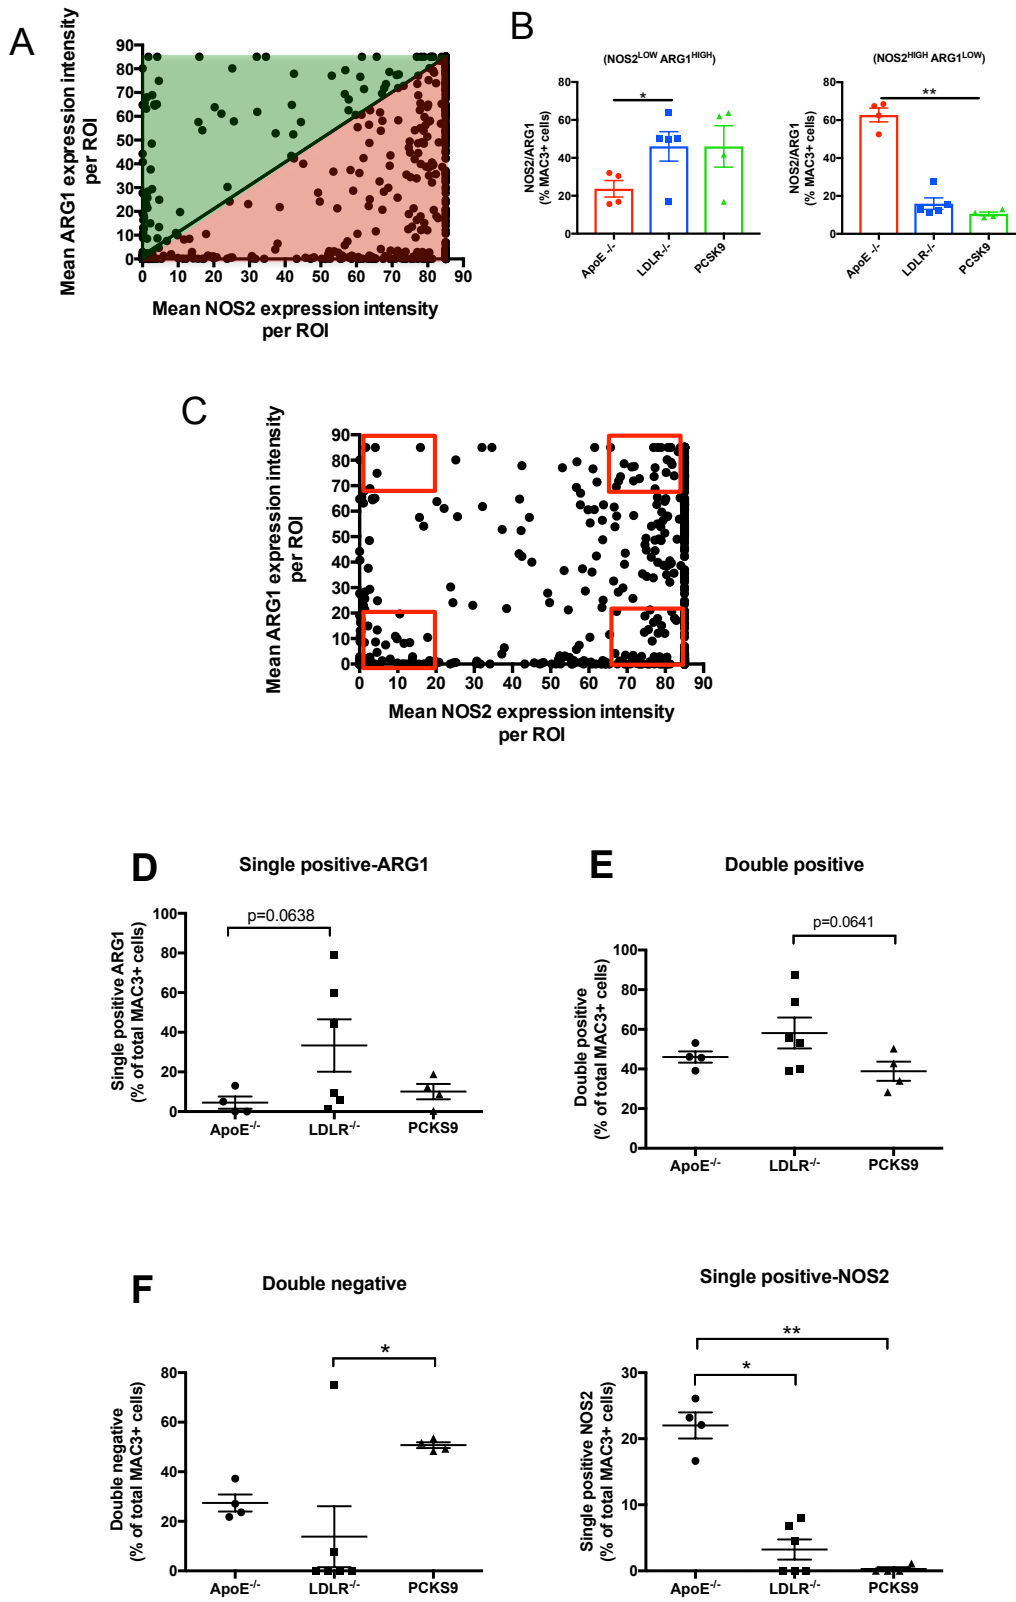 A
90
80
70
60
50
40
30
20
10
0
Mean ARG1 expression intensity
per ROI
0 10 20 30 40 50 60 70 80 90
Mean NOS2 expression intensity
per ROI
B
(NOS2LOW ARG1HIGH)
80
60
40
20
0
NOS2/ARG1
(% MAC3+ cells)
*
ApoE -/-
LDLR-/-
PCSK9
(NOS2HIGH ARG1LOW)
80
60
40
20
0
NOS2/ARG1
(% MAC3+ cells)
**
ApoE -/-
LDLR-/-
PCSK9
C
90
80
70
60
50
40
30
20
10
0
Mean ARG1 expression intensity
per ROI
0 10 20 30 40 50 60 70 80 90
Mean NOS2 expression intensity
per ROI
D
Single positive-ARG1
100
80
60
40
20
0
Single positive ARG1
(% of total MAC3+ cells)
p=0.0638
ApoE-/- LDLR-/- PCKS9
E
Double positive
100
80
60
40
20
0
Double positive
(% of total MAC3+ cells)
p=0.0641
ApoE-/- LDLR-/- PCKS9
F
Double negative
80
60
40
20
0
Double negative
(% of total MAC3+ cells)
*
ApoE-/- LDLR-/- PCKS9
Single positive-NOS2
30
20
10
0
Single positive NOS2
(% of total MAC3+ cells)
**
*
ApoE-/- LDLR-/- PCKS9